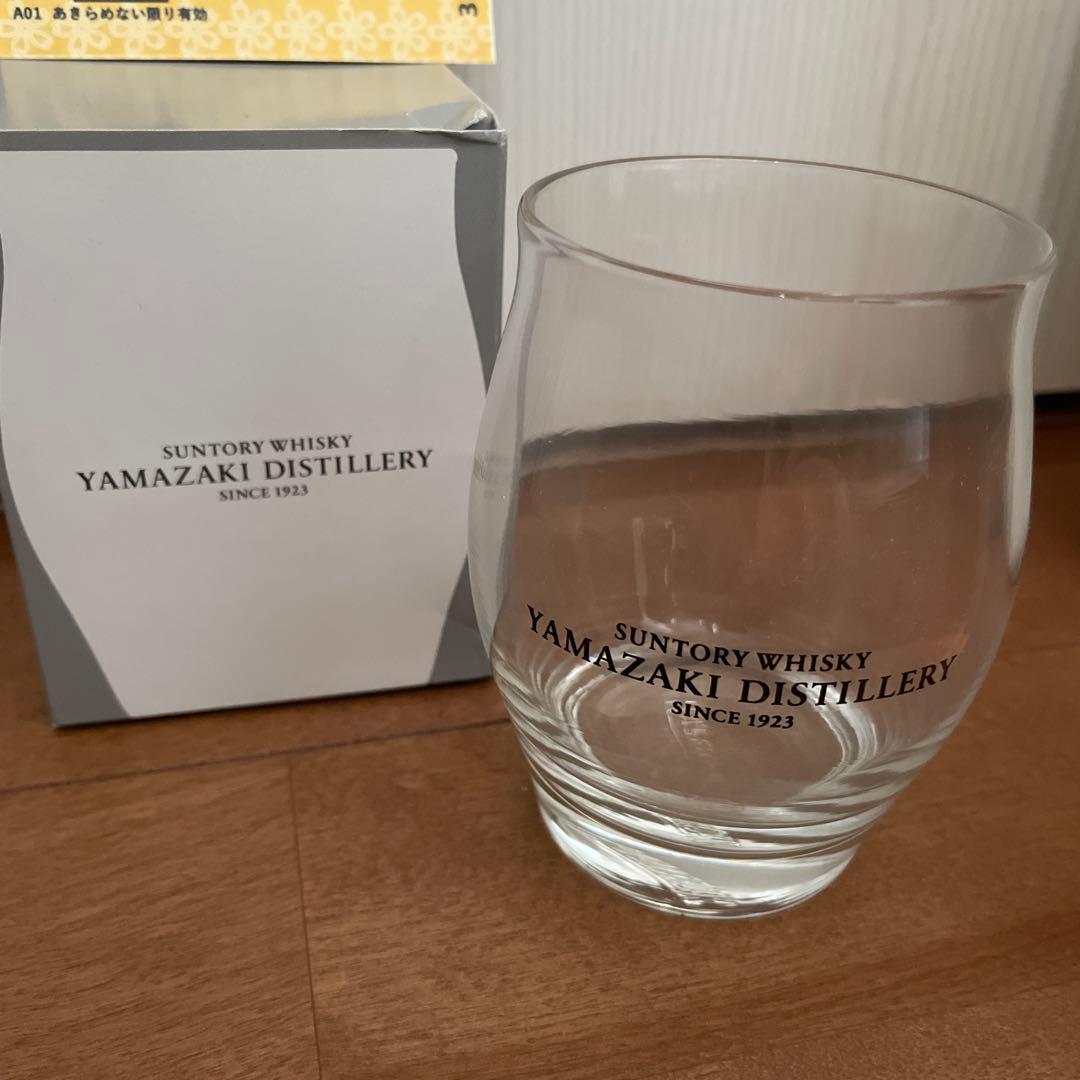 A01 あきらめない限り有効
3
SUNTORY WHISKY
YAMAZAKI DISTILLERY
SINCE 1923
SUNTORY WHISKY
YAMAZAKI DISTILLERY
SINCE 1923